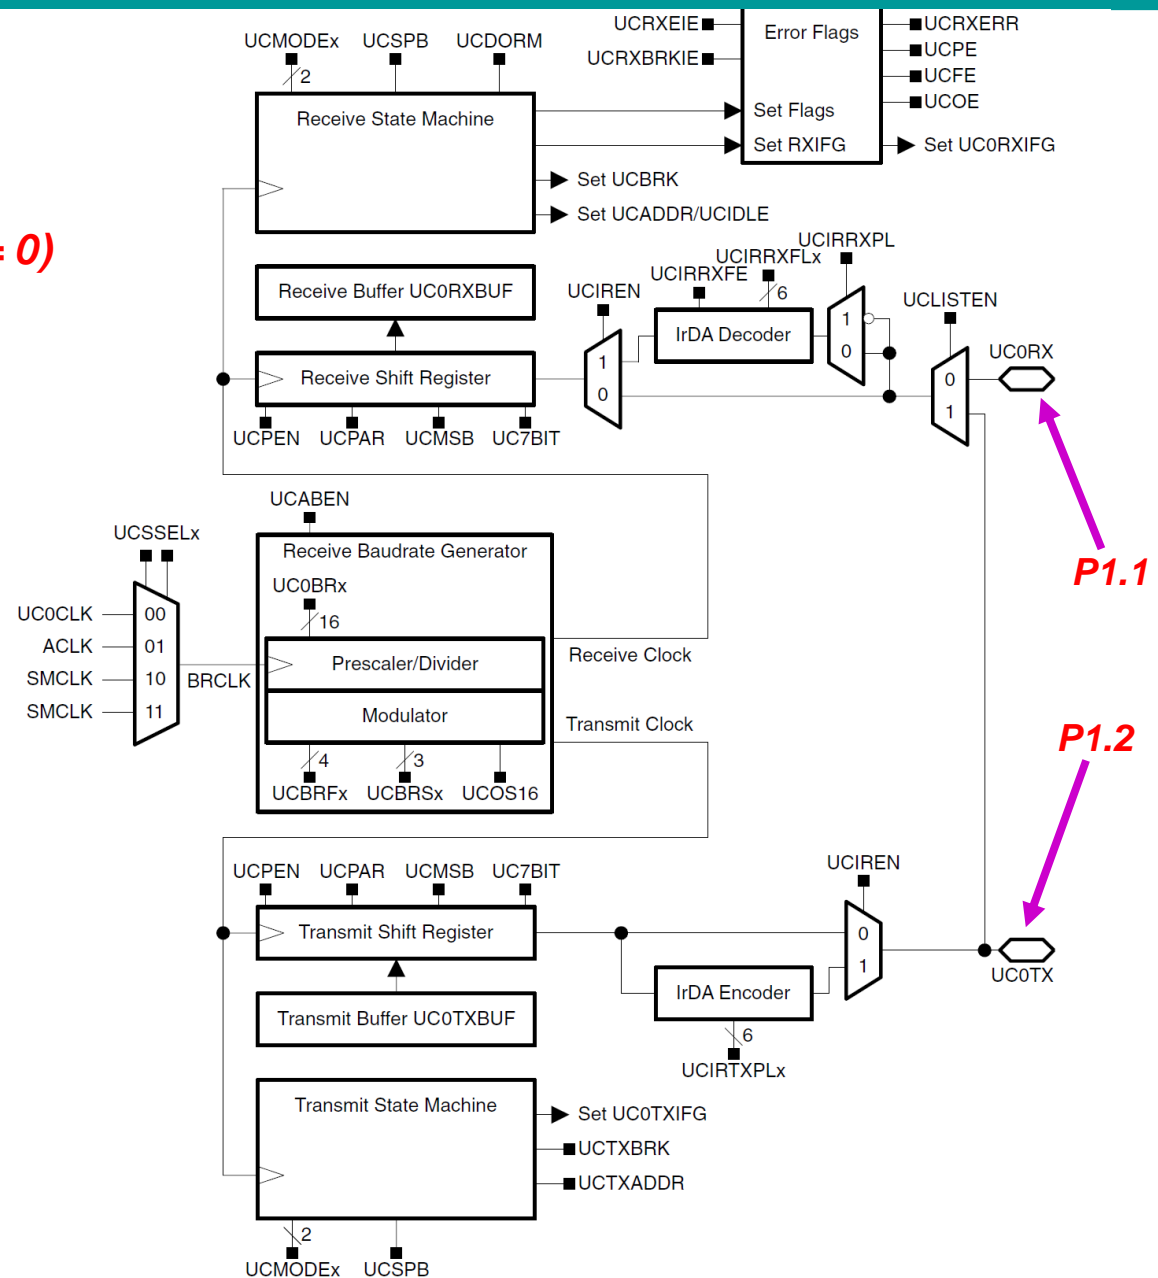 UCRXEIE
UCRXBRKIE
Error Flags
UCRXERR
UCPE
UCFE
UCOE
Set Flags
Set RXIFG
Set UC0RXIFG
UCMODEx
UCSPB
UCDORM
2
Receive State Machine
Set UCBRK
Set UCADDR/UCIDLE
= 0)
Receive Buffer UC0RXBUF
Receive Shift Register
UCPEN
UCPAR
UCMSB
UC7BIT
UCIREN
1
0
UCIRRXFE
UCIRRXFLx
6
IrDA Decoder
UCIRRXPL
1
0
UCLISTEN
0
1
UC0RX
P1.1
UCABEN
Receive Baudrate Generator
UC0BRx
16
Prescaler/Divider
Modulator
4
3
UCBRFx
UCBRSx
UCOS16
UCSSELx
UC0CLK
00
ACLK
01
SMCLK
10
SMCLK
11
BRCLK
Receive Clock
Transmit Clock
P1.2
UCPEN
UCPAR
UCMSB
UC7BIT
Transmit Shift Register
Transmit Buffer UC0TXBUF
UCIREN
0
1
IrDA Encoder
6
UCIRTXPLx
UC0TX
Transmit State Machine
Set UC0TXIFG
UCTXBRK
UCTXADDR
2
UCMODEx
UCSPB